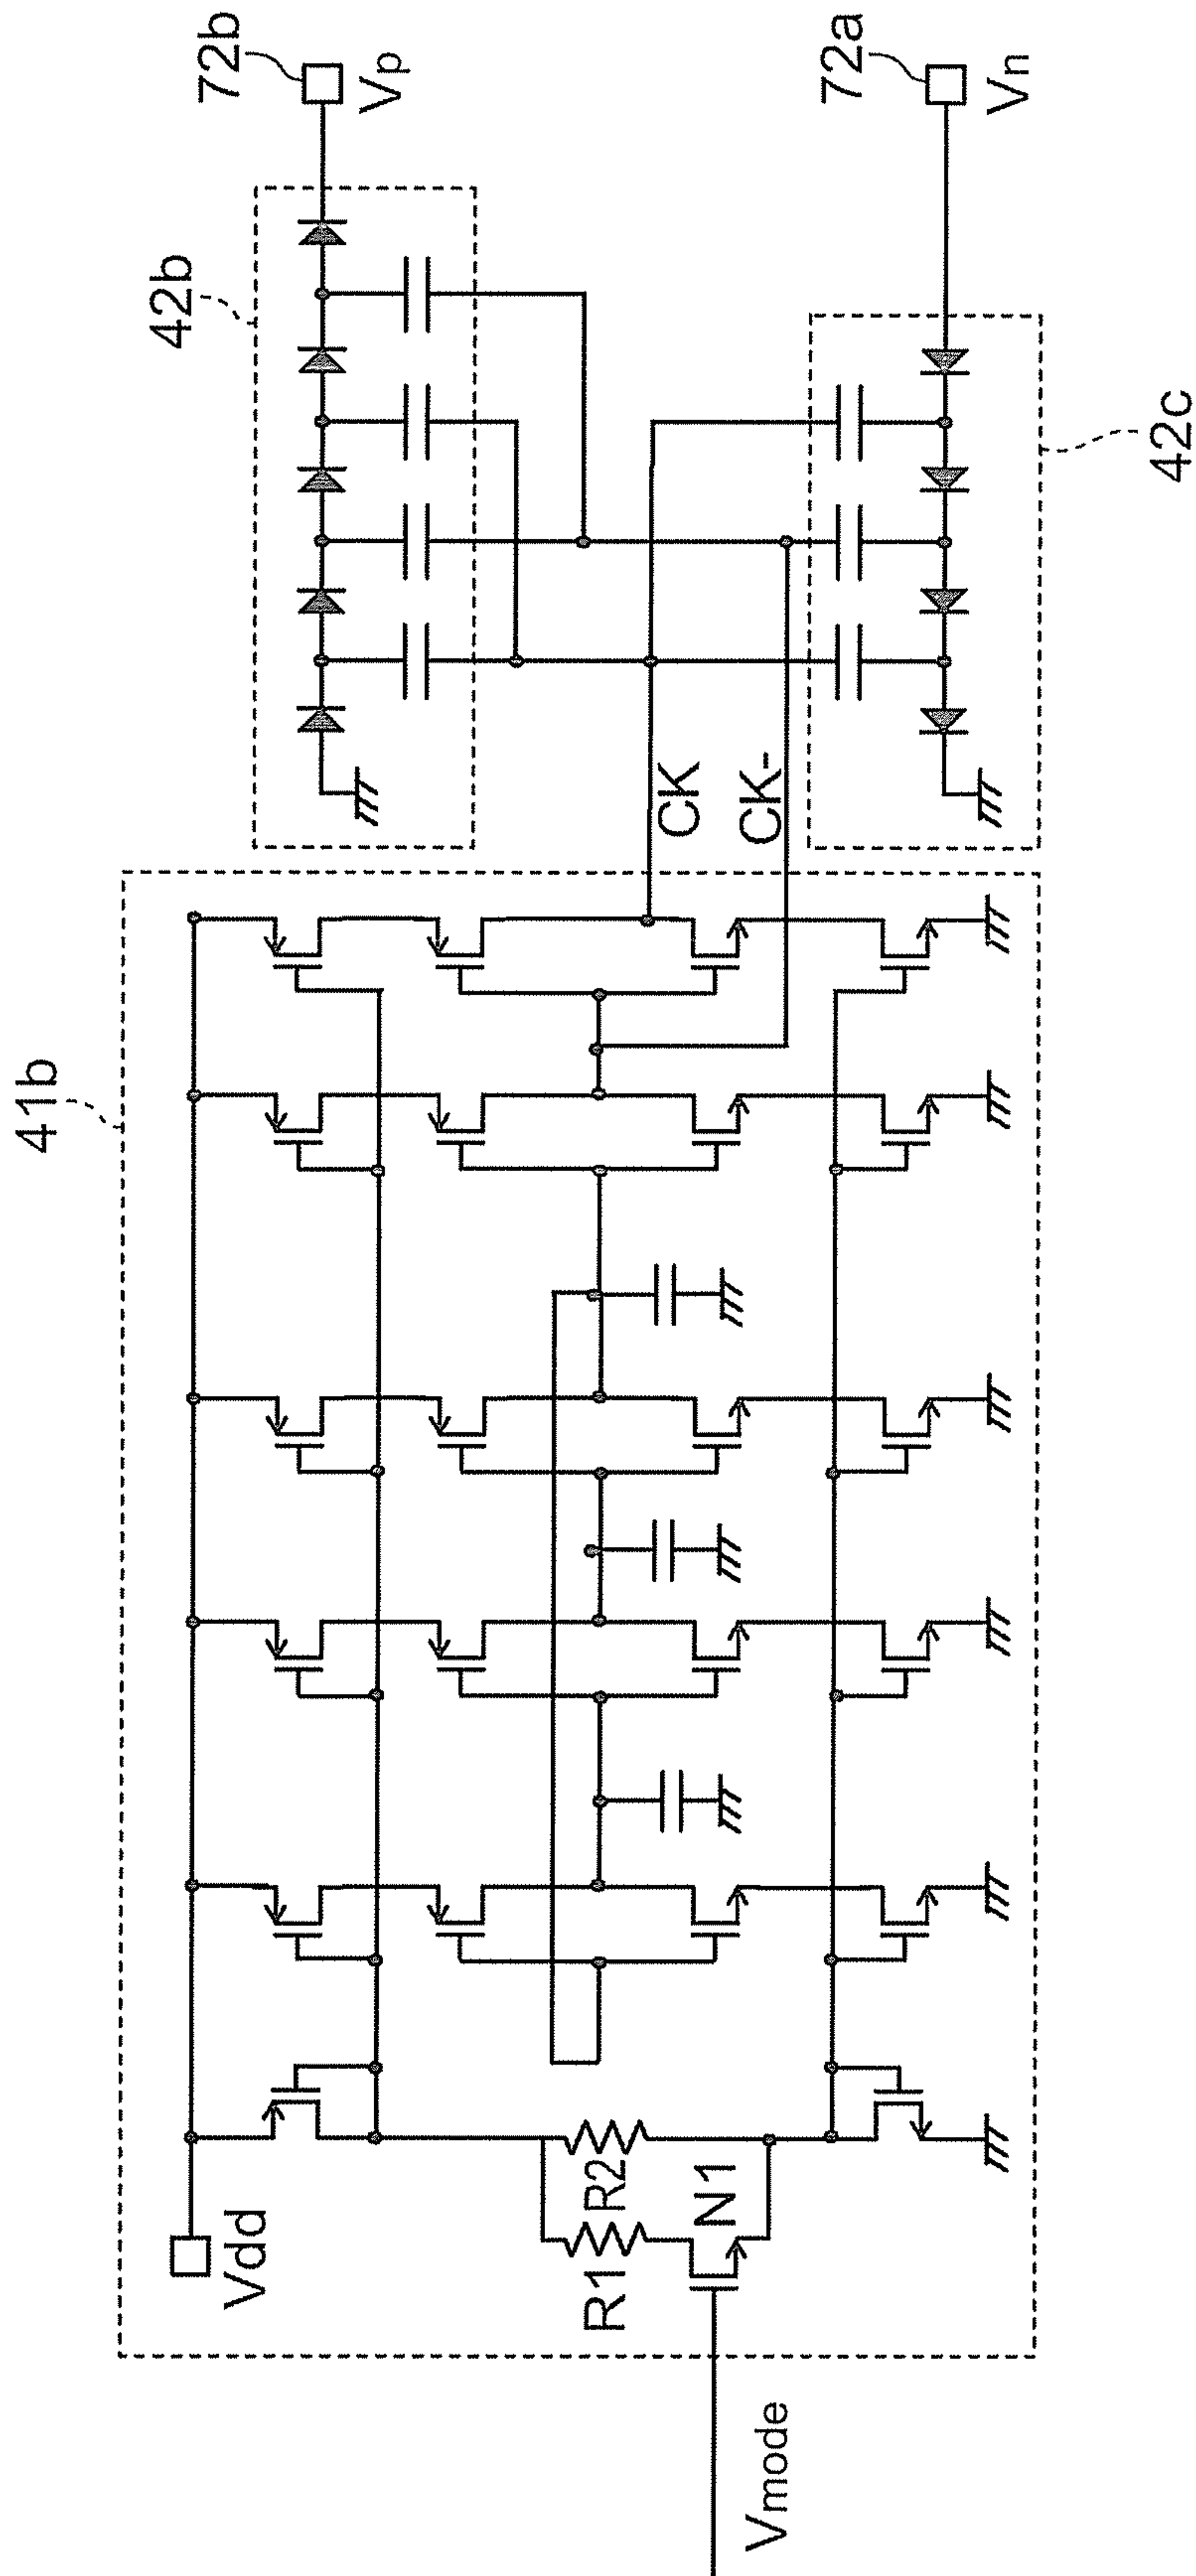 41b
42b
72b
Vp
72a
Vn
42c
CK
CK-
Vdd
R2
R1
N1
Vmode